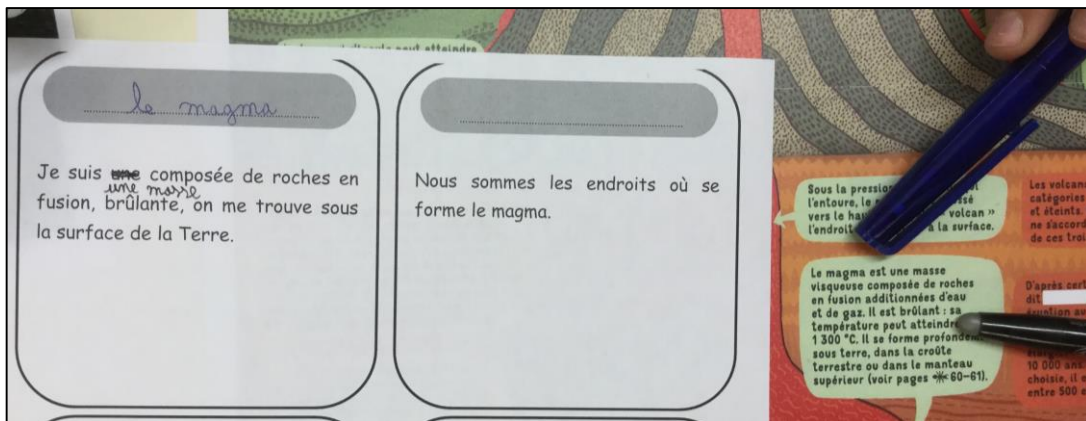 le magma
Je suis une composée de roches en
une masse
fusion, brûlante, on me trouve sous
la surface de la Terre.
Nous sommes les endroits où se
forme le magma.
peut atteindre
Sous la pression
l'entoure, le
vers le volcan »
l'endroit à la surface.
Le magma est une masse
visqueuse composée de roches
en fusion additionnées d'eau
et de gaz. Il est brûlant : sa
température peut atteindre
1 300 °C. Il se forme
sous terre, dans la croûte
terrestre ou dans le manteau
supérieur (voir pages 60-61).
Les volcans
catégories
et éteints.
ne s'accord
de ces trois
D'après cert
dit
éruption
10 000 ans
choisie, il
entre 500